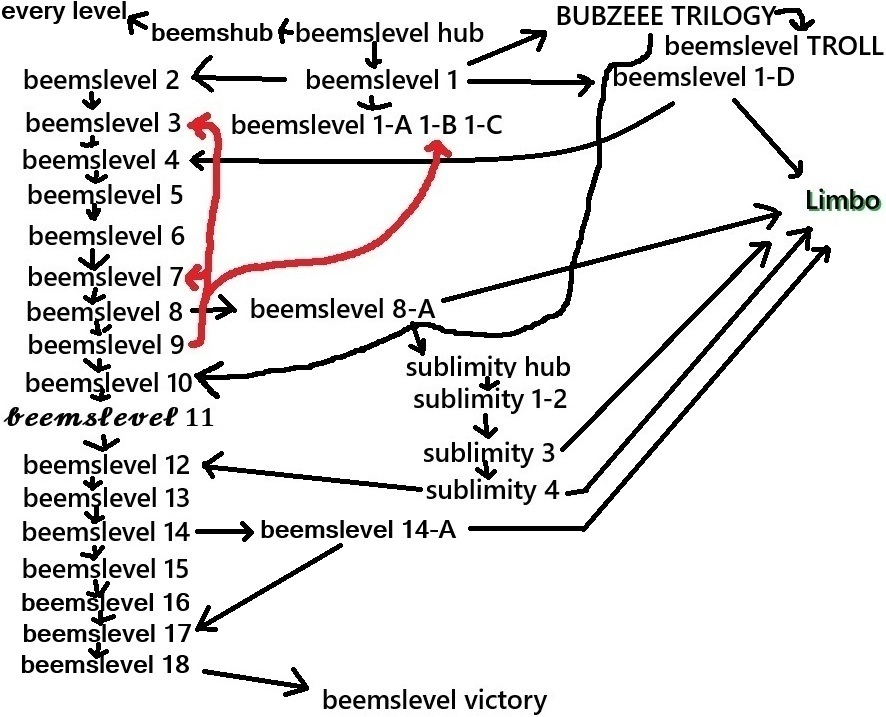 every level
beemshub
beemslevel hub
BUBZEEE TRILOGY
beemslevel TROLL
beemslevel 2
beemslevel 1
beemslevel 1-D
beemslevel 3
beemslevel 1-A 1-B 1-C
beemslevel 4
beemslevel 5
Limbo
beemslevel 6
beemslevel 7
beemslevel 8
beemslevel 8-A
beemslevel 9
sublimity hub
beemslevel 10
sublimity 1-2
𝓫𝓮𝓮𝓶𝓼𝓵𝓮𝓿𝓮𝓵 11
sublimity 3
beemslevel 12
sublimity 4
beemslevel 13
beemslevel 14
beemslevel 14-A
beemslevel 15
beemslevel 16
beemslevel 17
beemslevel 18
beemslevel victory